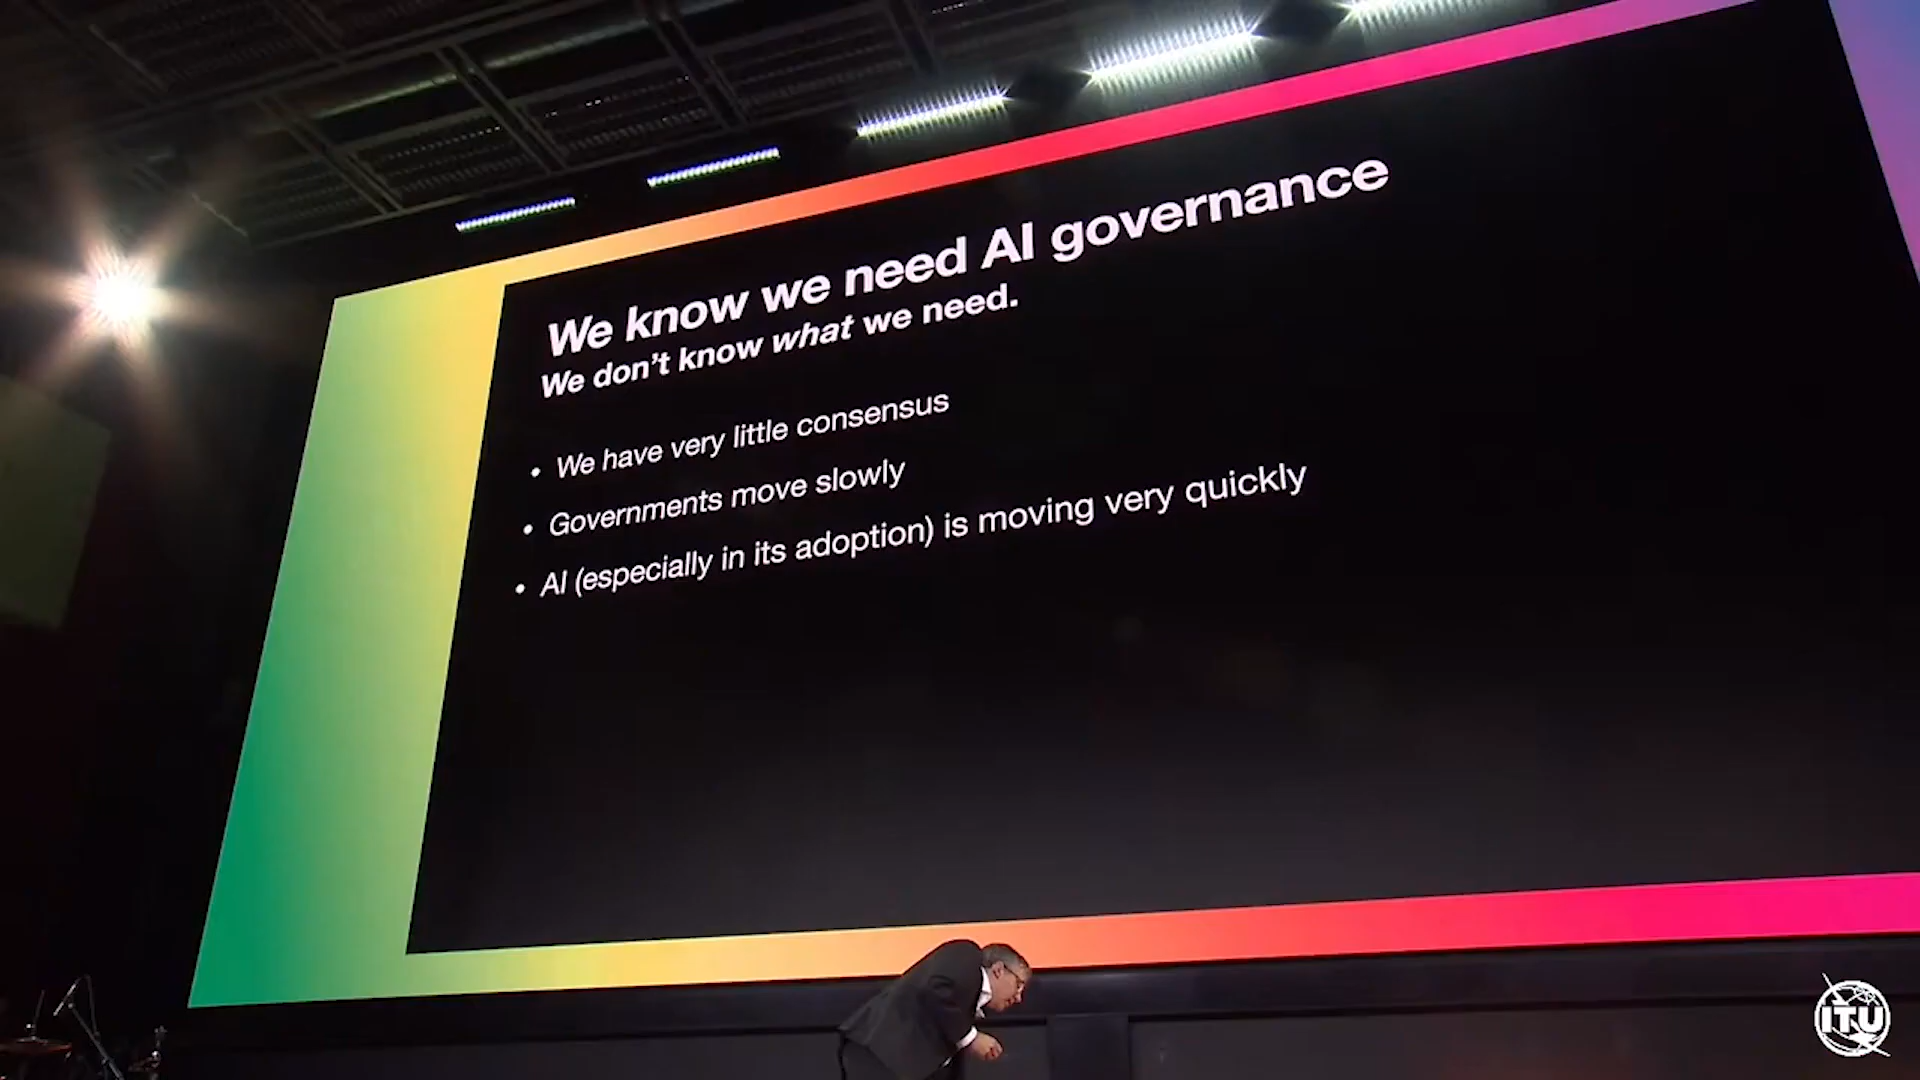 We know we need AI governance
We don't know what we need.
• We have very little consensus
• Governments move slowly
• AI (especially in its adoption) is moving very quickly
ITU